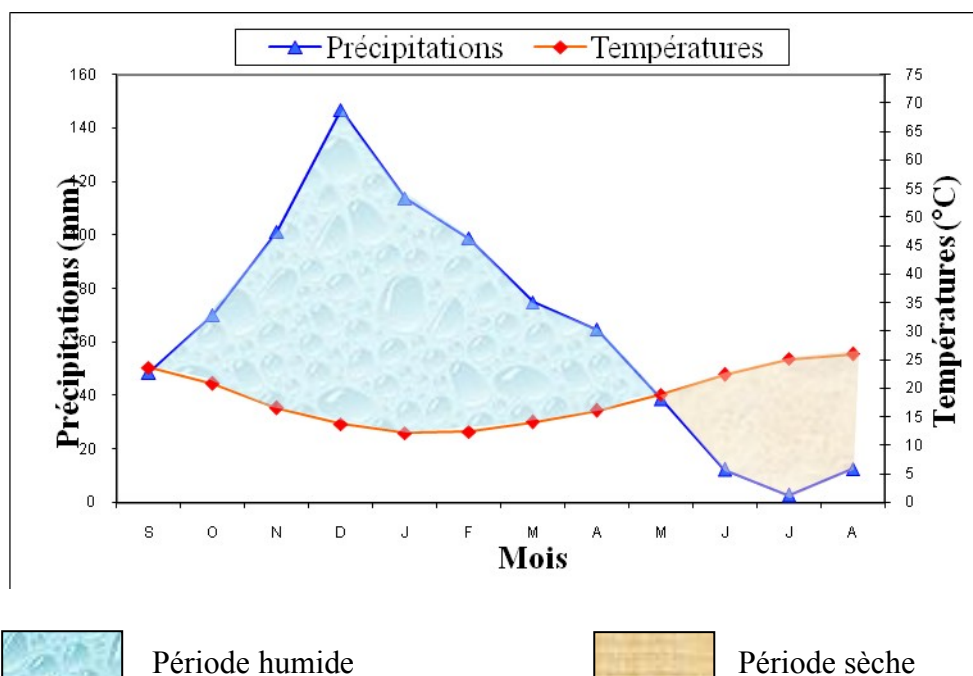 Précipitations Températures
160 75
70
140 65
60
120 55
50
100 45
40
80 35
30
60 25
20
40 15
10
20 5
0 0
Précipitations (mm)
Températures (°C)
S O N D J F M A M J J A
Mois
Période humide Période sèche